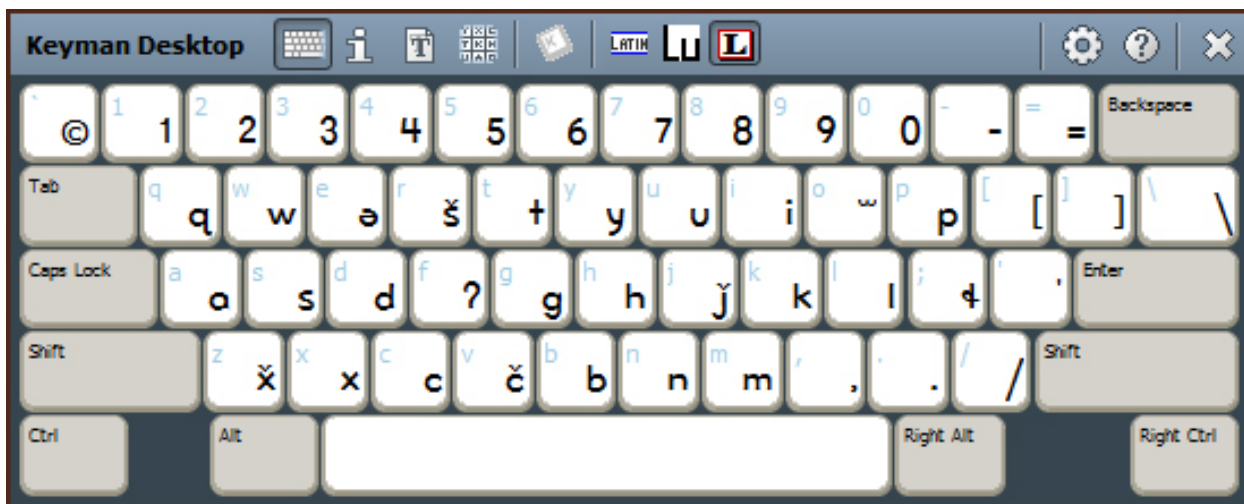 Keyman Desktop LATIN L
` © 1 1 2 2 3 3 4 4 5 5 6 6 7 7 8 8 9 9 0 0 - - = = Backspace
Tab q q w w e ə r š t t y y u u i i o ʷ p p [ [ ] ] \ \
Caps Lock a a s s d d f ʔ g g h h j ǰ k k l l ; ɬ ' ' Enter
Shift z x̌ x x c c v č b b n n m m , , . . / / Shift
Ctrl Alt Right Alt Right Ctrl